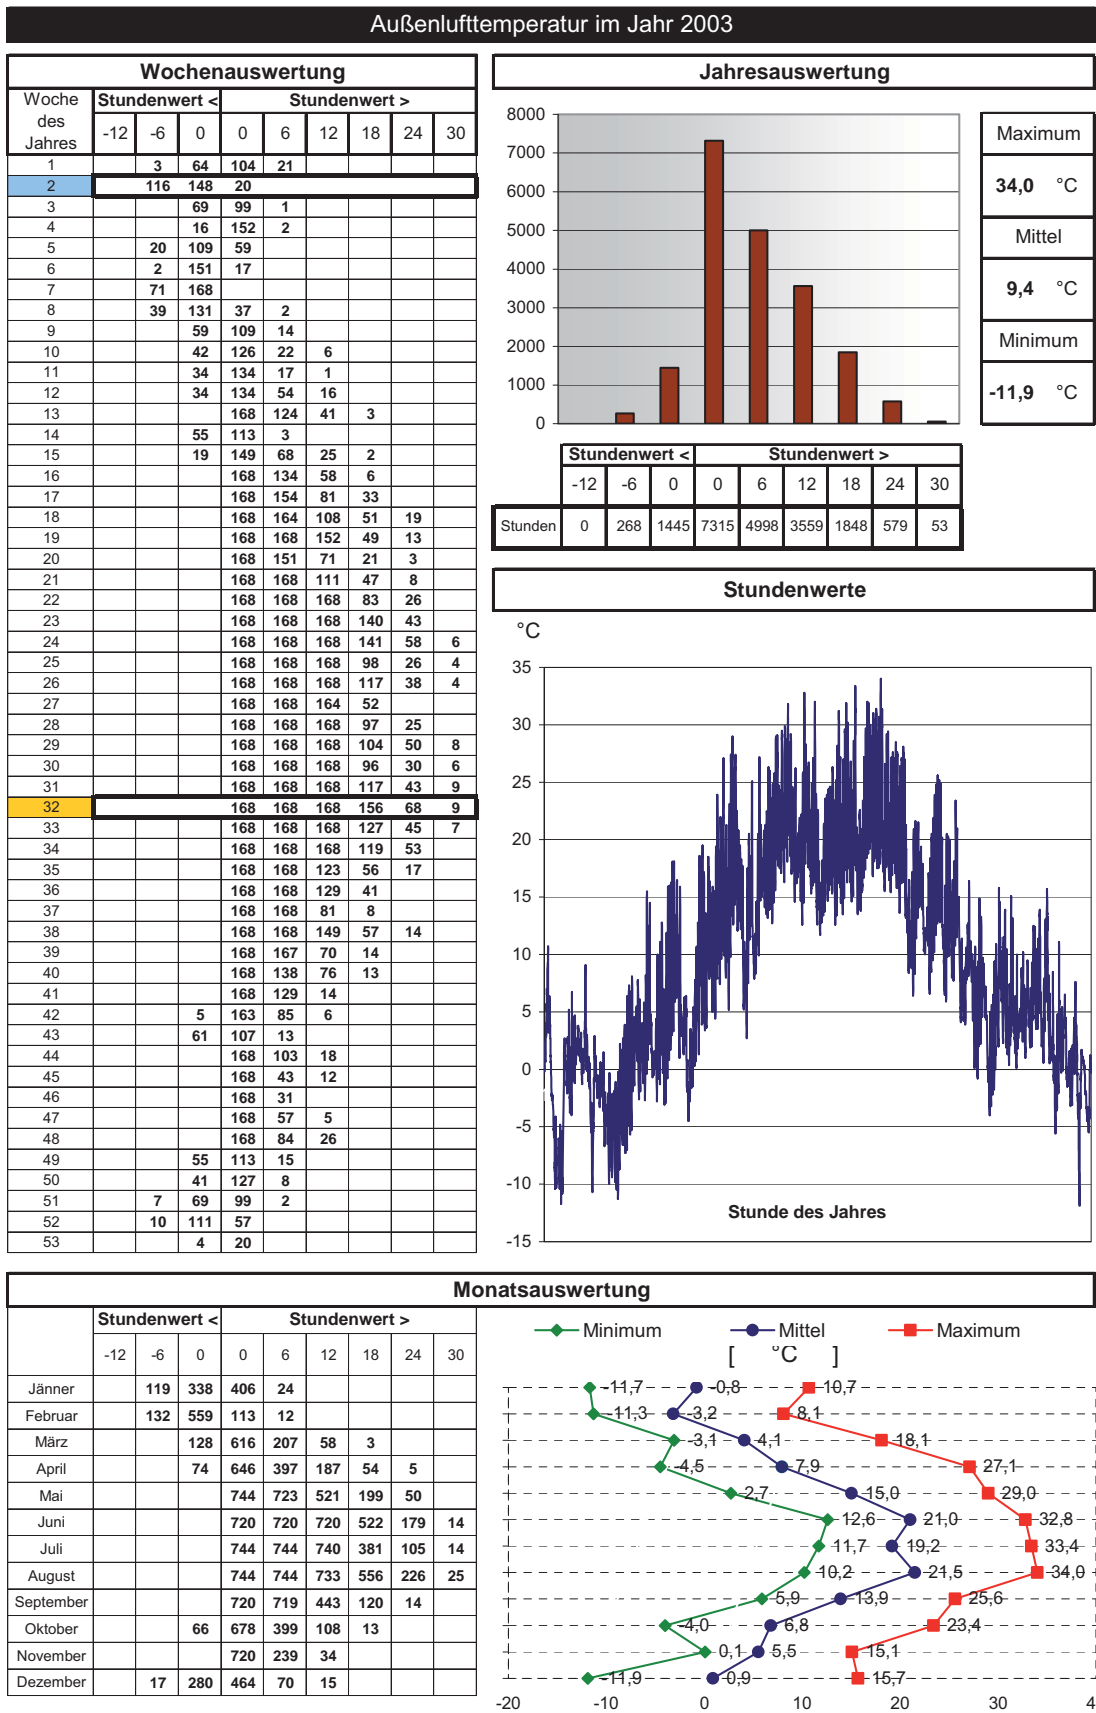 Außenlufttemperatur im Jahr 2003
Wochenauswertung
Woche des Jahres Stundenwert < Stundenwert >
-12 -6 0 0 6 12 18 24 30
1 3 64 104 21
2 116 148 20
3 69 99 1
4 16 152 2
5 20 109 59
6 2 151 17
7 71 168
8 39 131 37 2
9 59 109 14
10 42 126 22 6
11 34 134 17 1
12 34 134 54 16
13 168 124 41 3
14 55 113 3
15 19 149 68 25 2
16 168 134 58 6
17 168 154 81 33
18 168 164 108 51 19
19 168 168 152 49 13
20 168 151 71 21 3
21 168 168 111 47 8
22 168 168 168 83 26
23 168 168 168 140 43
24 168 168 168 141 58 6
25 168 168 168 98 26 4
26 168 168 168 117 38 4
27 168 168 164 52
28 168 168 168 97 25
29 168 168 168 104 50 8
30 168 168 168 96 30 6
31 168 168 168 117 43 9
32 168 168 168 156 68 9
33 168 168 168 127 45 7
34 168 168 168 119 53
35 168 168 123 56 17
36 168 168 129 41
37 168 168 81 8
38 168 168 149 57 14
39 168 167 70 14
40 168 138 76 13
41 168 129 14
42 5 163 85 6
43 61 107 13
44 168 103 18
45 168 43 12
46 168 31
47 168 57 5
48 168 84 26
49 55 113 15
50 41 127 8
51 7 69 99 2
52 10 111 57
53 4 20
Jahresauswertung
8000
7000
6000
5000
4000
3000
2000
1000
0
Maximum
34,0 °C
Mittel
9,4 °C
Minimum
-11,9 °C
Stundenwert < Stundenwert >
-12 -6 0 0 6 12 18 24 30
Stunden 0 268 1445 7315 4998 3559 1848 579 53
Stundenwerte
°C
35
30
25
20
15
10
5
0
-5
-10
-15
Stunde des Jahres
Monatsauswertung
Stundenwert < Stundenwert >
-12 -6 0 0 6 12 18 24 30
Jänner 119 338 406 24
Februar 132 559 113 12
März 128 616 207 58 3
April 74 646 397 187 54 5
Mai 744 723 521 199 50
Juni 720 720 720 522 179 14
Juli 744 744 740 381 105 14
August 744 744 733 556 226 25
September 720 719 443 120 14
Oktober 66 678 399 108 13
November 720 239 34
Dezember 17 280 464 70 15
Minimum Mittel Maximum
[ °C ]
-11,7 -0,8 10,7
-11,3 -3,2 8,1
-3,1 4,1 18,1
-4,5 7,9 27,1
2,7 15,0 29,0
12,6 21,0 32,8
11,7 19,2 33,4
10,2 21,5 34,0
5,9 13,9 25,6
-4,0 6,8 23,4
0,1 5,5 15,1
-11,9 0,9 15,7
-20 -10 0 10 20 30 4